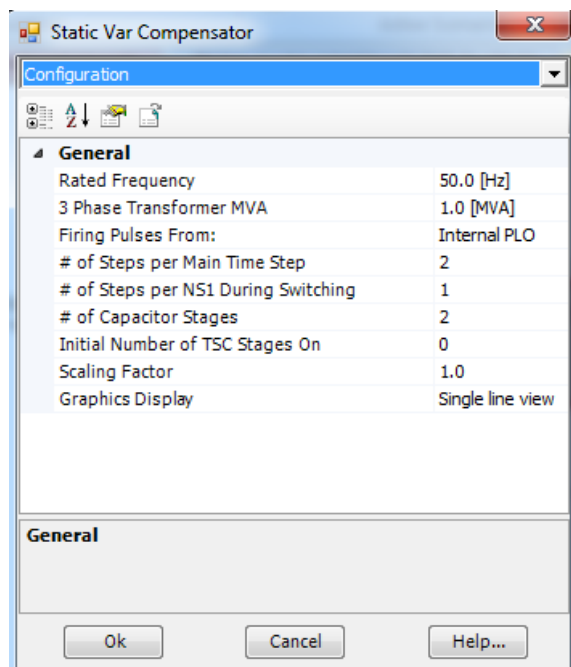 Static Var Compensator
Configuration
General
Rated Frequency 50.0 [Hz]
3 Phase Transformer MVA 1.0 [MVA]
Firing Pulses From: Internal PLO
# of Steps per Main Time Step 2
# of Steps per NS1 During Switching 1
# of Capacitor Stages 2
Initial Number of TSC Stages On 0
Scaling Factor 1.0
Graphics Display Single line view
General
Ok Cancel Help...